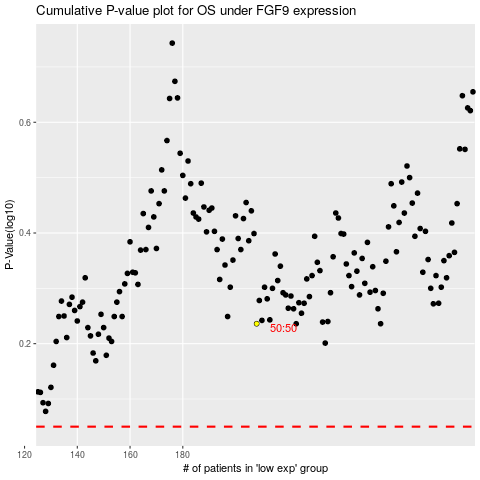 Cumulative P-value plot for OS under FGF9 expression
P-Value(log10)
0.6
0.4
0.2
50:50
120 140 160 180
# of patients in 'low exp' group